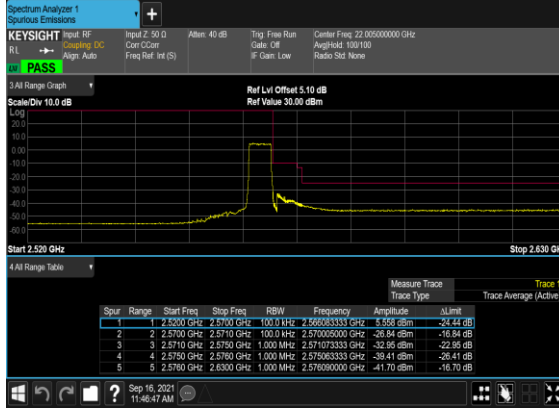 Spectrum Analyzer 1
Spurious Emissions
KEYSIGHT Input: RF Input Z: 50 Ω Atten: 40 dB Trig: Free Run Center Freq: 22.005000000 GHz
RL Coupling: DC Corr CCorr Gate: Off Avg|Hold: 100/100
Align: Auto Freq Ref: Int (S) IF Gain: Low Radio Std: None
PASS
3 All Range Graph
Ref Lvl Offset 5.10 dB
Scale/Div 10.0 dB Ref Value 30.00 dBm
Log
20.0
10.0
0.00
-10.0
-20.0
-30.0
-40.0
-50.0
-60.0
Start 2.520 GHz Stop 2.630 GH
4 All Range Table
Measure Trace Trace 1
Trace Type Trace Average (Active
Spur Range Start Freq Stop Freq RBW Frequency Amplitude ΔLimit
1 1 2.5200 GHz 2.5700 GHz 100.0 kHz 2.566083333 GHz 5.558 dBm -24.44 dB
2 2 2.5700 GHz 2.5710 GHz 100.0 kHz 2.570005000 GHz -26.84 dBm -16.84 dB
3 3 2.5710 GHz 2.5750 GHz 1.000 MHz 2.571073333 GHz -32.95 dBm -22.95 dB
4 4 2.5750 GHz 2.5760 GHz 1.000 MHz 2.575063333 GHz -39.41 dBm -26.41 dB
5 5 2.5760 GHz 2.6300 GHz 1.000 MHz 2.576090000 GHz -41.70 dBm -16.70 dB
Sep 16, 2021
11:46:47 AM